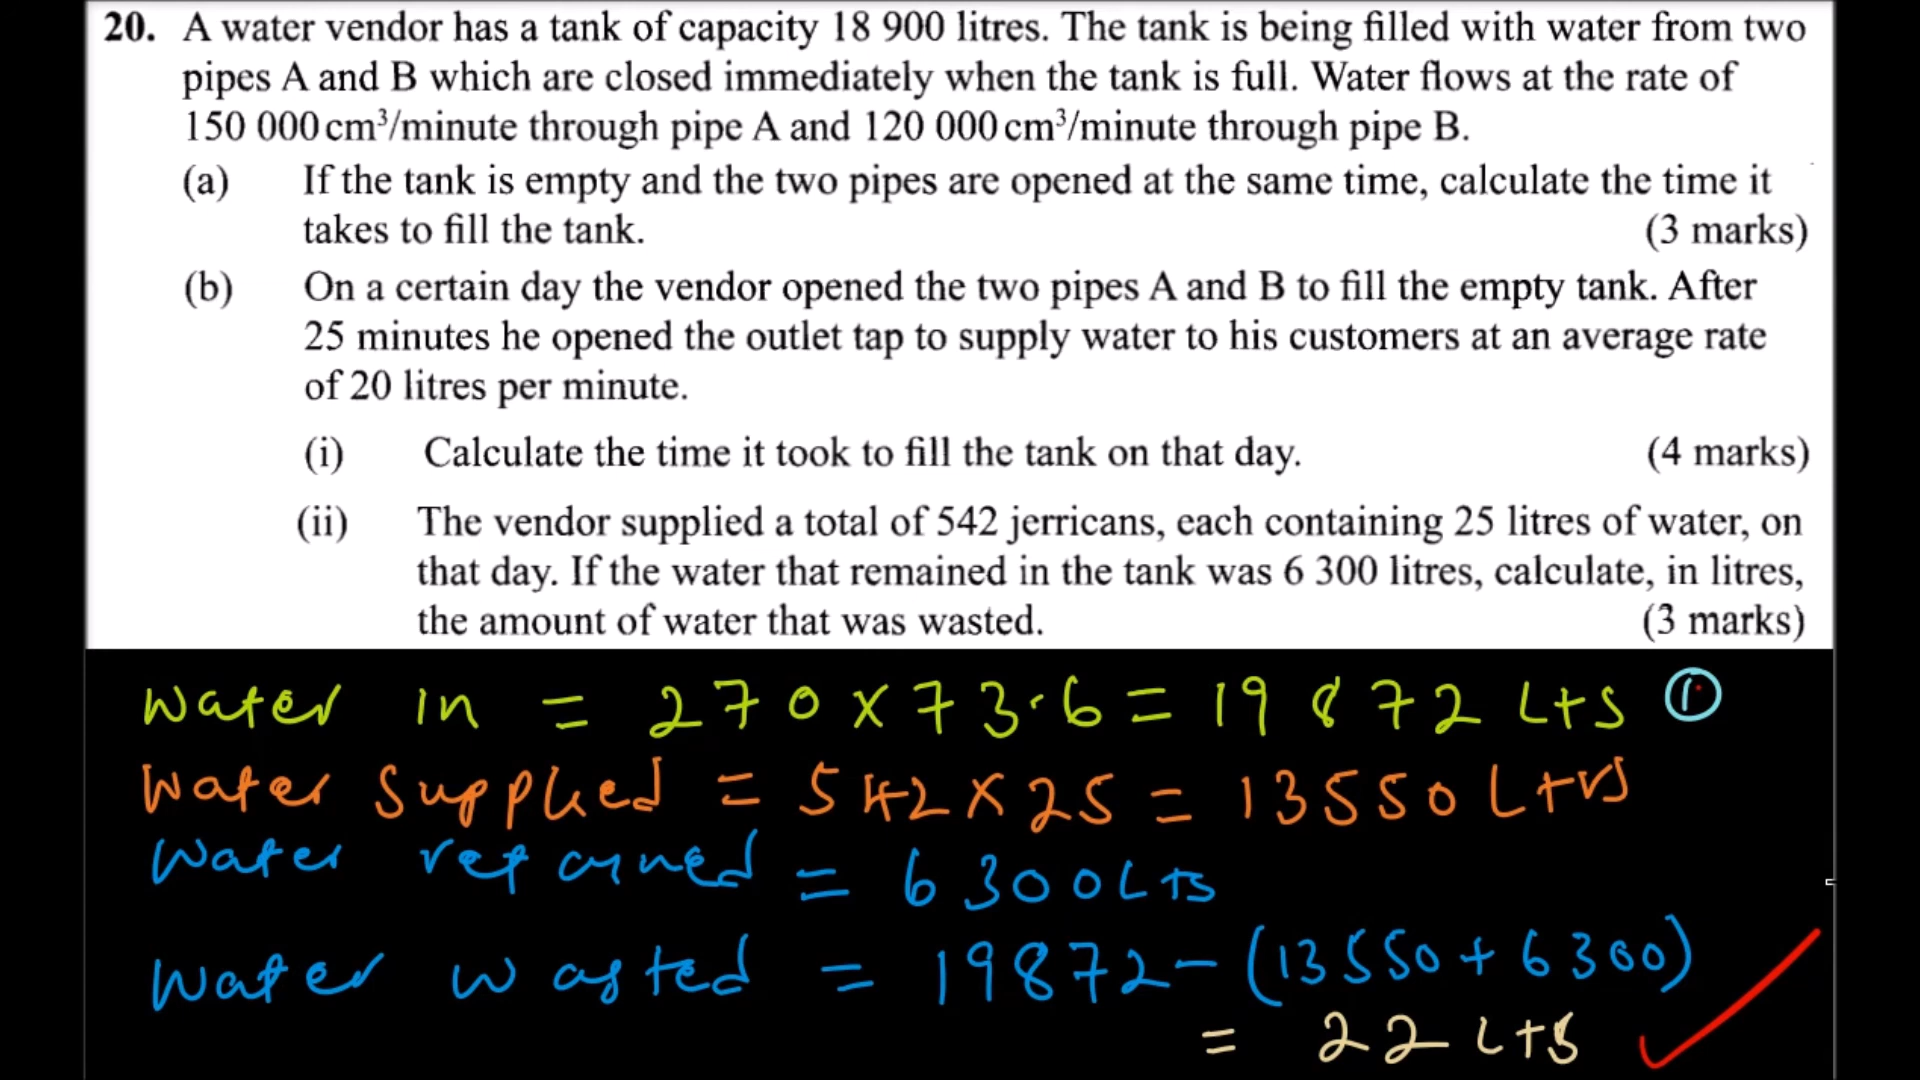 20. A water vendor has a tank of capacity 18 900 litres. The tank is being filled with water from two
pipes A and B which are closed immediately when the tank is full. Water flows at the rate of
150 000 cm³/minute through pipe A and 120 000 cm³/minute through pipe B.
(a) If the tank is empty and the two pipes are opened at the same time, calculate the time it
takes to fill the tank. (3 marks)
(b) On a certain day the vendor opened the two pipes A and B to fill the empty tank. After
25 minutes he opened the outlet tap to supply water to his customers at an average rate
of 20 litres per minute.
(i) Calculate the time it took to fill the tank on that day. (4 marks)
(ii) The vendor supplied a total of 542 jerricans, each containing 25 litres of water, on
that day. If the water that remained in the tank was 6 300 litres, calculate, in litres,
the amount of water that was wasted. (3 marks)
Water in = 270 x 73.6 = 19 872 Lts ①
Water Supplied = 542 x 25 = 13550 Ltrs
Water retained = 6300 Lts
Water wasted = 19872 - (13550 + 6300)
= 22 Lts ✓